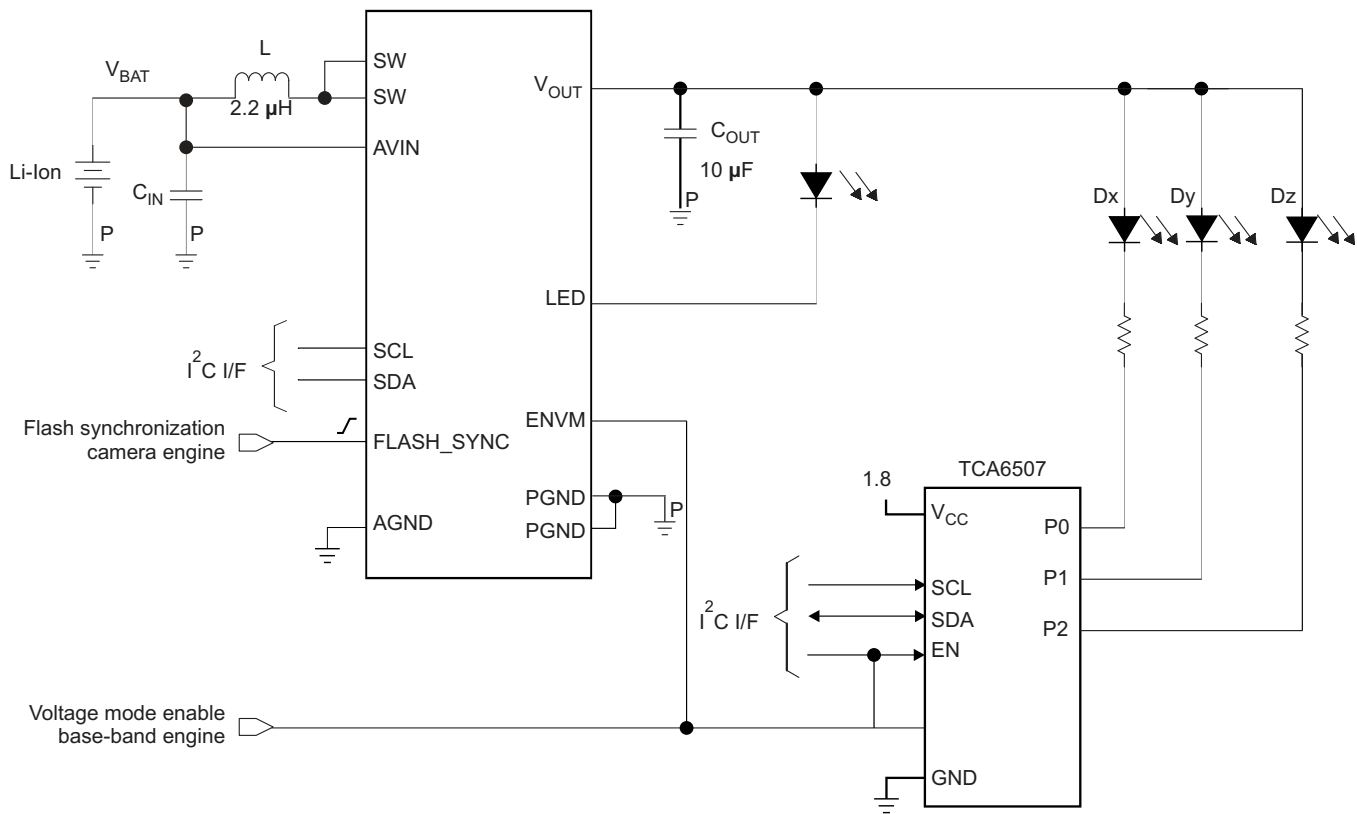 L
V_BAT
2.2 µH
SW
SW
AVIN
Li-Ion
C_IN
P
P
V_OUT
C_OUT
10 µF
P
LED
Dx
Dy
Dz
I²C I/F
SCL
SDA
Flash synchronization
camera engine
FLASH_SYNC
ENVM
PGND
PGND
P
AGND
TCA6507
1.8
V_CC
P0
P1
P2
I²C I/F
SCL
SDA
EN
Voltage mode enable
base-band engine
GND